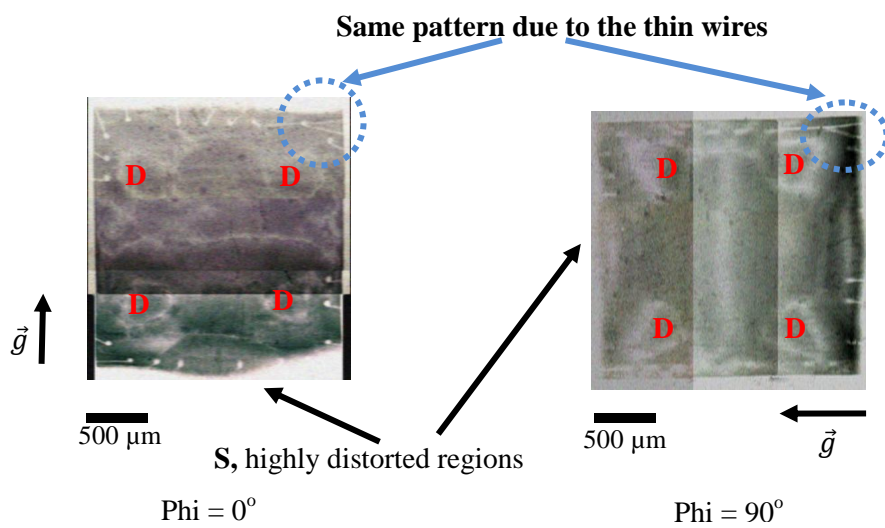 Same pattern due to the thin wires
D D
D D
D D
D D
g⃗
500 µm
500 µm
g⃗
S, highly distorted regions
Phi = 0°
Phi = 90°